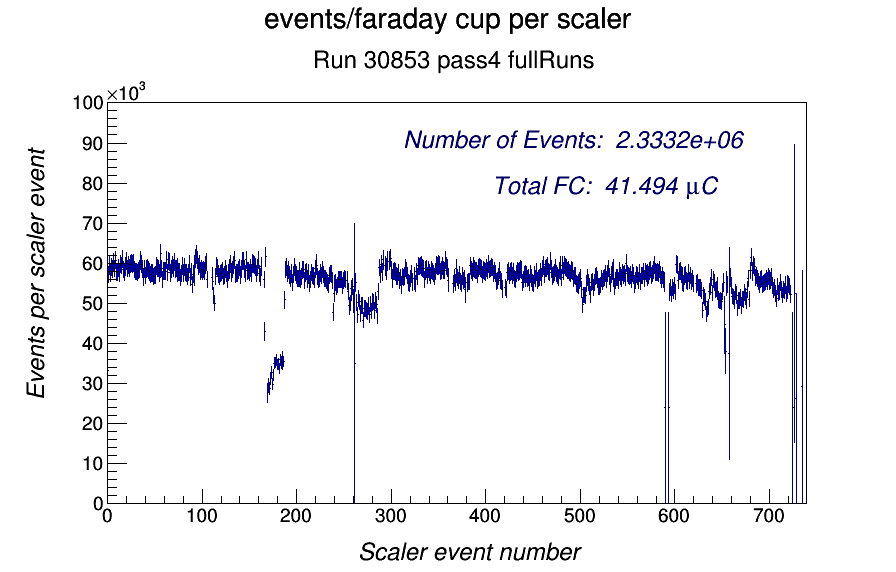 events/faraday cup per scaler
Run 30853 pass4 fullRuns
×10³
100
90
80
70
60
50
40
30
20
10
0
Events per scaler event
Number of Events: 2.3332e+06
Total FC: 41.494 μC
0 100 200 300 400 500 600 700
Scaler event number